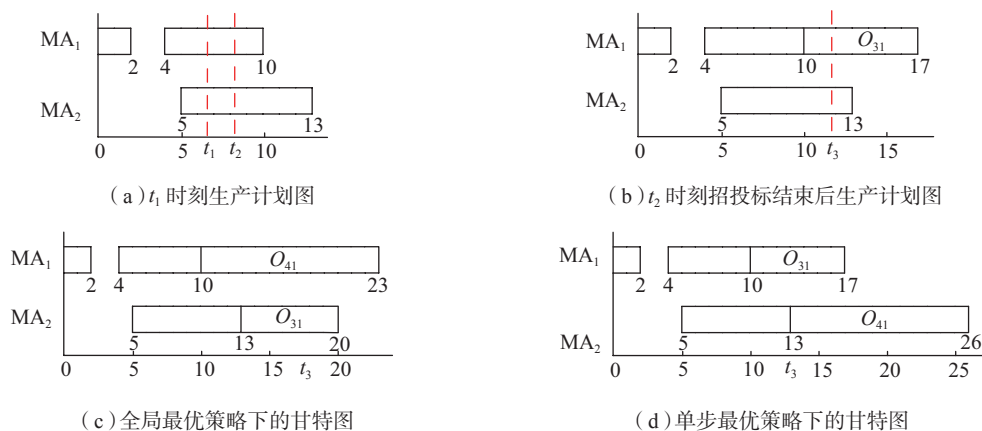 MA₁
2 4 10
MA₂
5 13
0 5 t₁ t₂ 10
(a)t₁ 时刻生产计划图
MA₁ O₃₁
2 4 10 17
MA₂
5 13
0 5 10 t₃ 15
(b)t₂ 时刻招投标结束后生产计划图
MA₁ O₄₁
2 4 10 23
MA₂ O₃₁
5 13 20
0 5 10 15 t₃ 20
(c)全局最优策略下的甘特图
MA₁ O₃₁
2 4 10 17
MA₂ O₄₁
5 13 26
0 5 10 t₃ 15 20 25
(d)单步最优策略下的甘特图